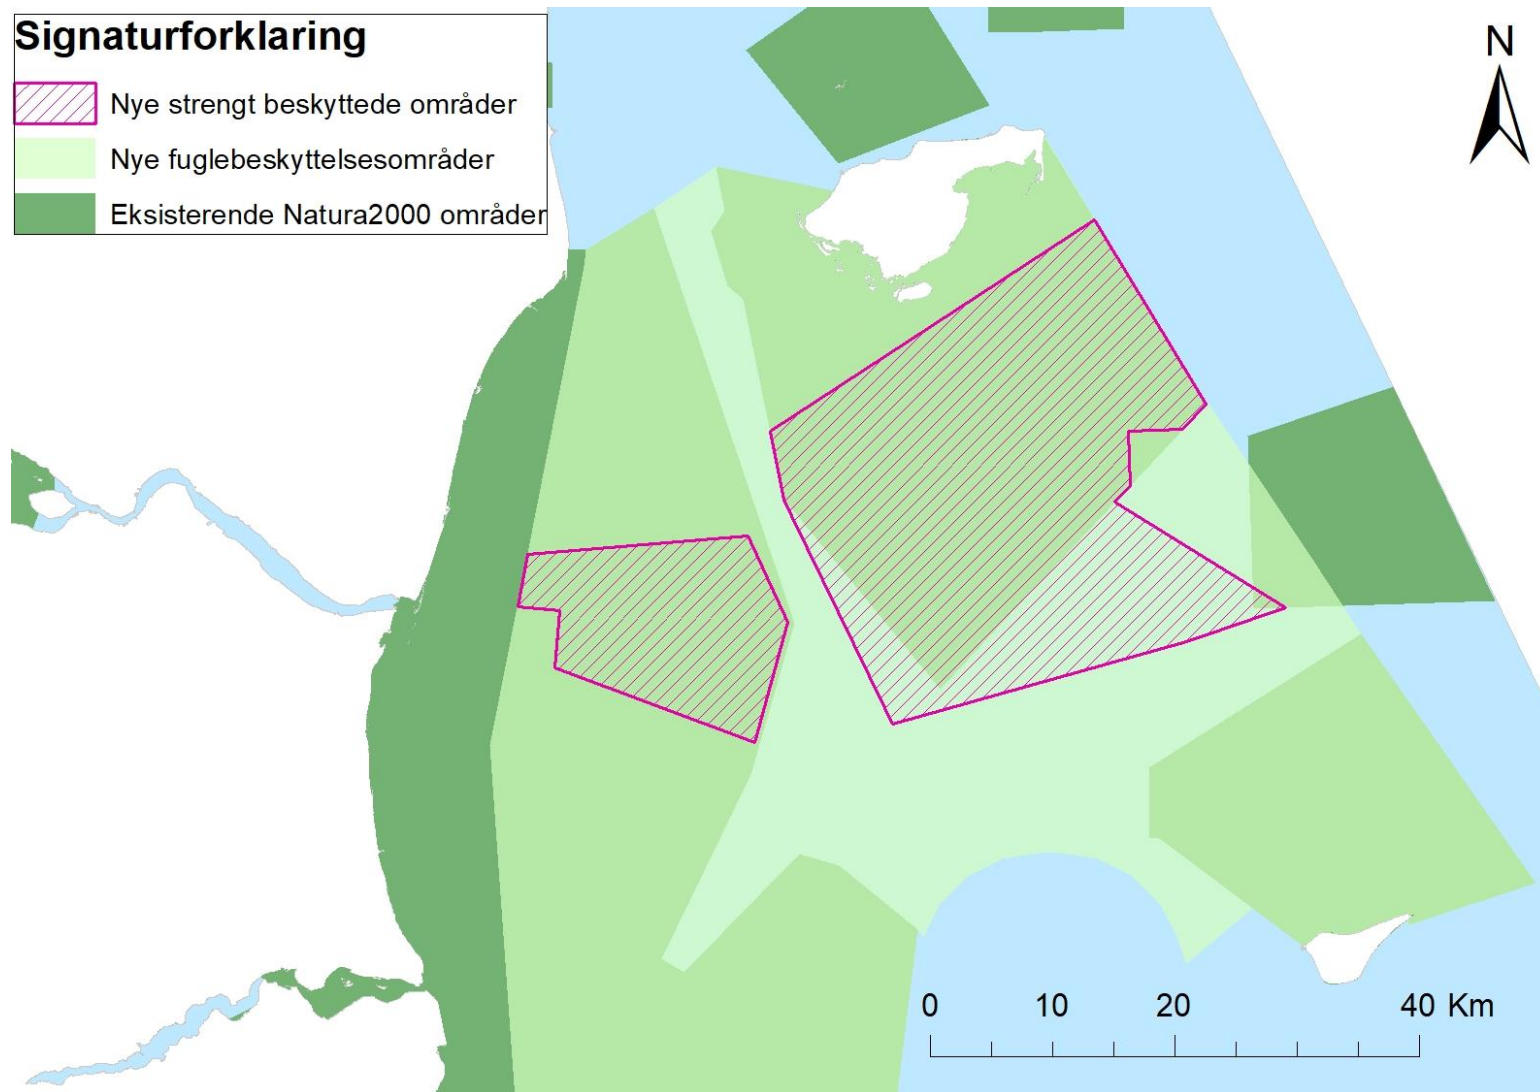 Signaturforklaring
Nye strengt beskyttede områder
Nye fuglebeskyttelsesområder
Eksisterende Natura2000 områder
N
0 10 20 40 Km